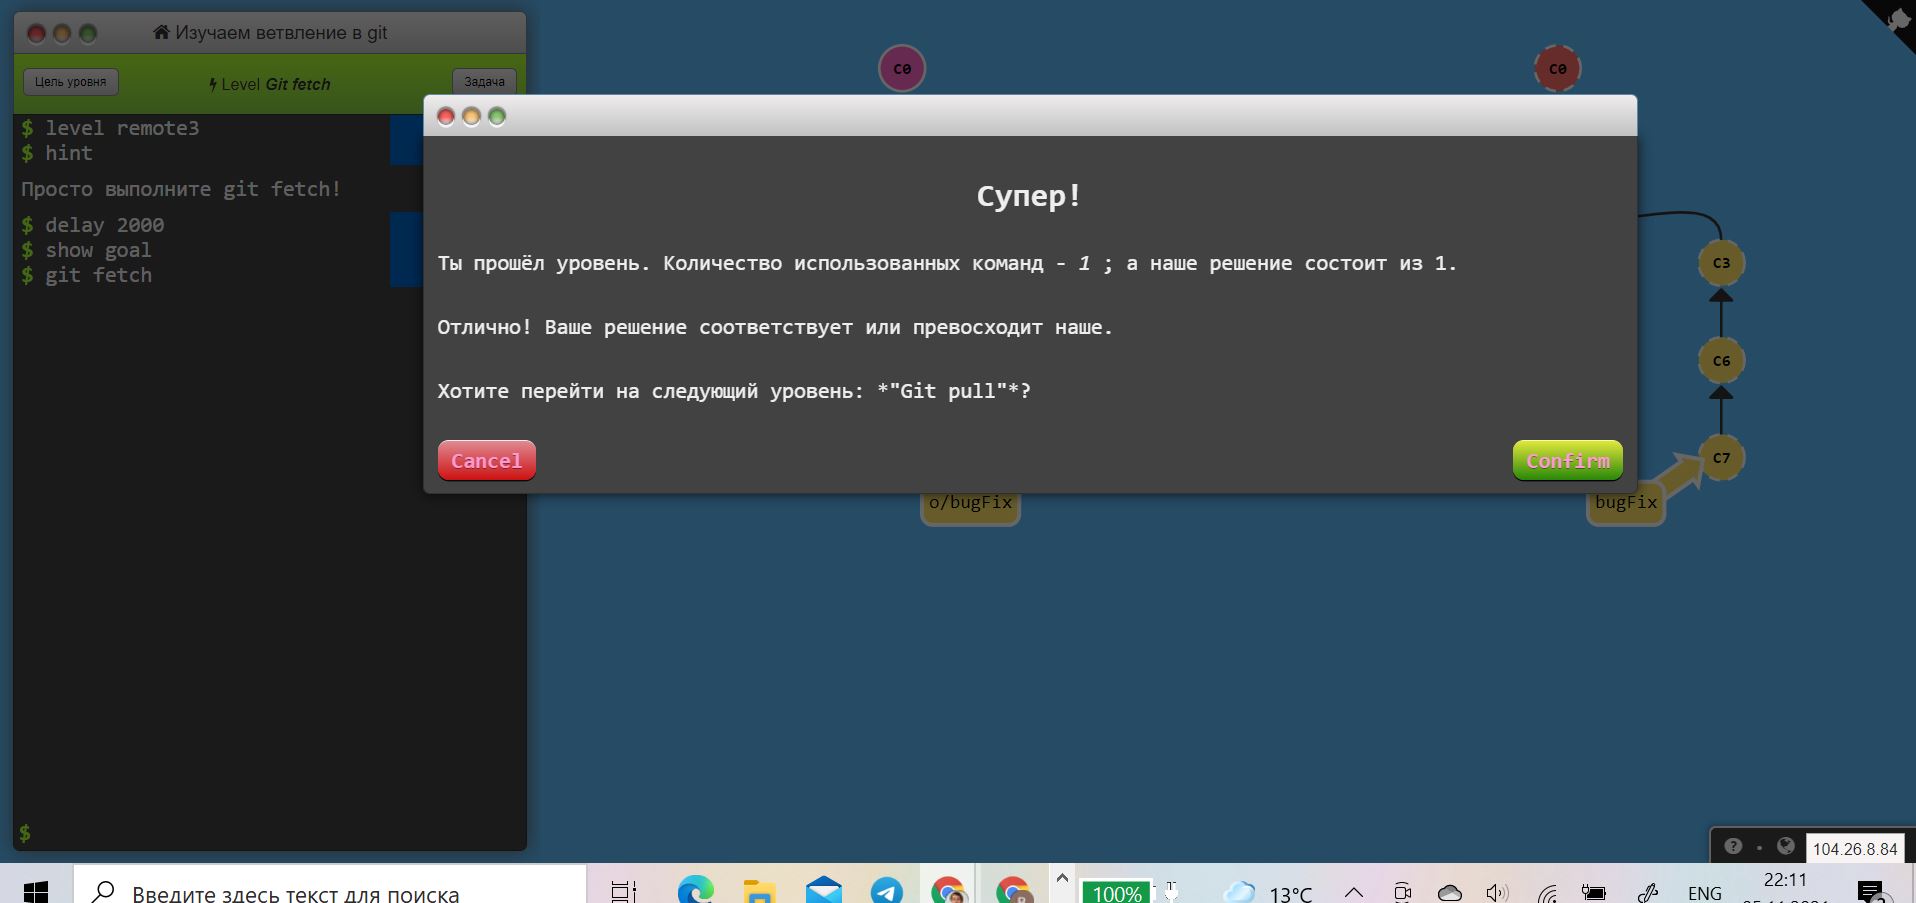 Изучаем ветвление в git
Цель уровня
Level Git fetch
Задача
$ level remote3
$ hint
Просто выполните git fetch!
$ delay 2000
$ show goal
$ git fetch
$
C0
C0
Супер!
Ты прошёл уровень. Количество использованных команд - 1 ; а наше решение состоит из 1.
Отлично! Ваше решение соответствует или превосходит наше.
Хотите перейти на следующий уровень: *"Git pull"*?
Cancel
Confirm
C3
C6
C7
o/bugFix
bugFix
104.26.8.84
Введите здесь текст для поиска
100%
13°C
ENG
22:11